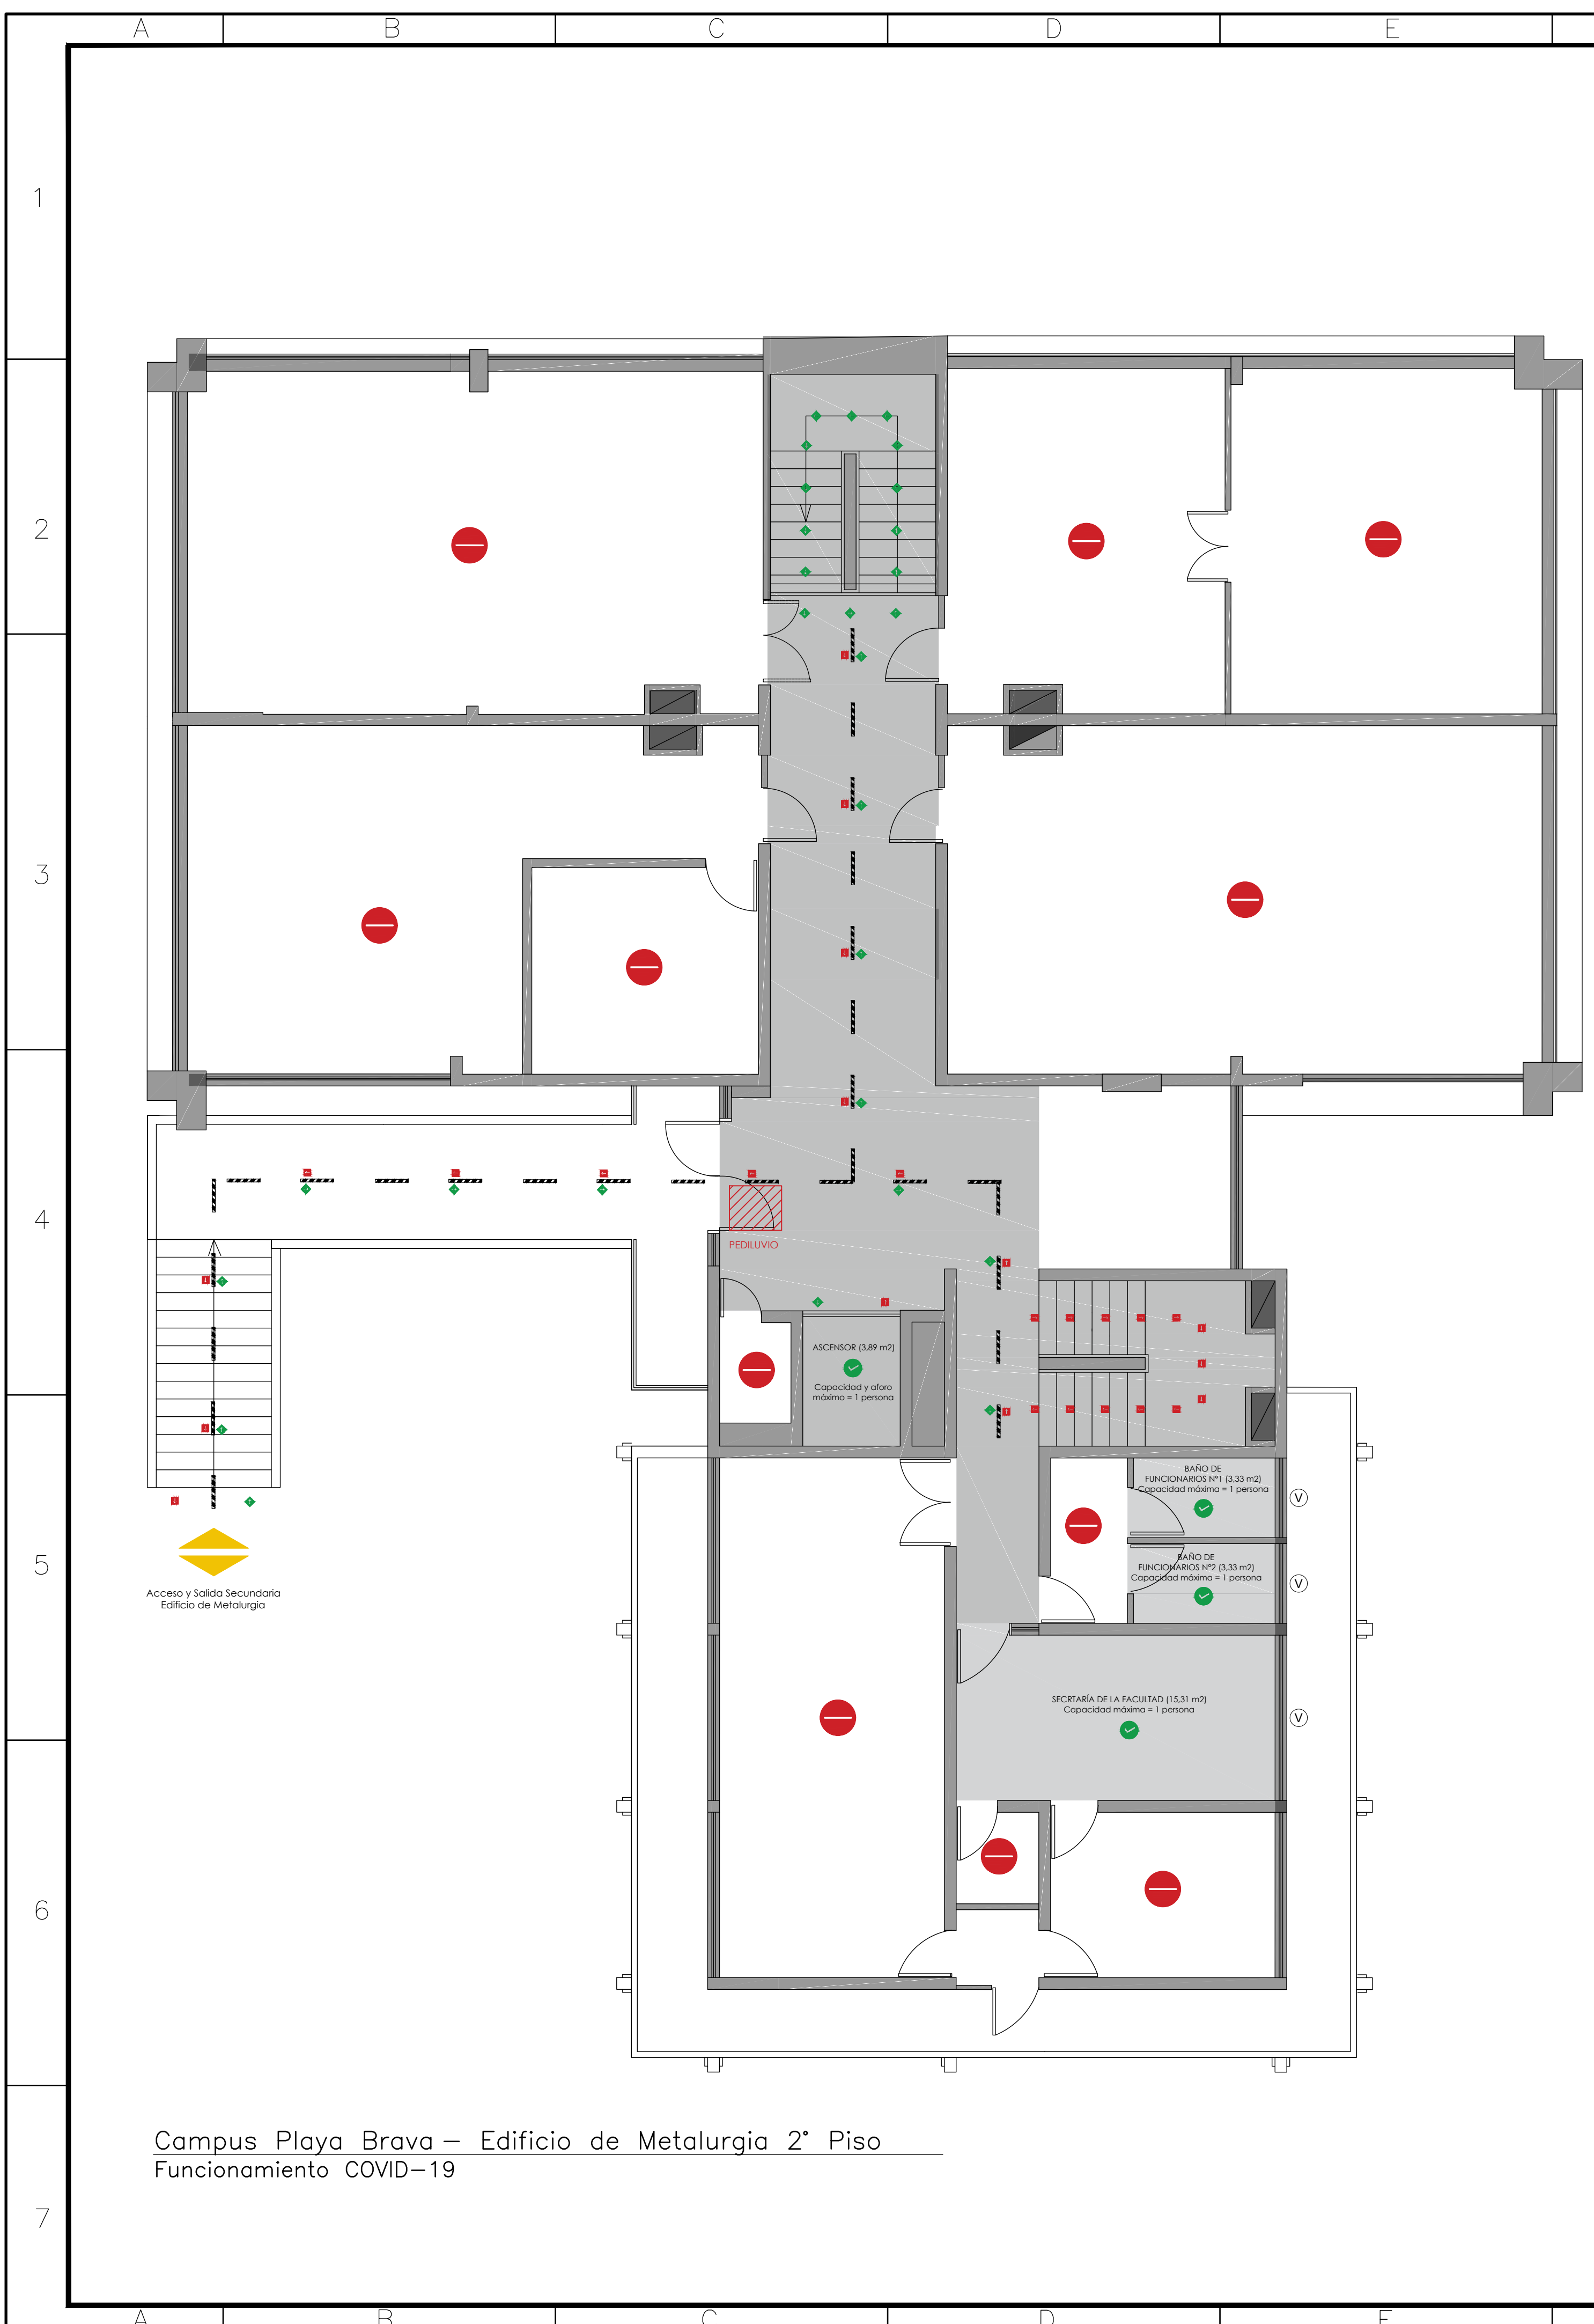 A B C D E
1
2
3
4
PEDILUVIO
ASCENSOR (3,89 m2)
Capacidad y aforo
máximo = 1 persona
BAÑO DE
FUNCIONARIOS Nº1 (3,33 m2)
Capacidad máxima = 1 persona
V
5
BAÑO DE
FUNCIONARIOS Nº2 (3,33 m2)
Capacidad máxima = 1 persona
V
Acceso y Salida Secundaria
Edificio de Metalurgia
SECRTARÍA DE LA FACULTAD (15,31 m2)
Capacidad máxima = 1 persona
V
6
Campus Playa Brava – Edificio de Metalurgia 2° Piso
Funcionamiento COVID–19
7
A B C D E